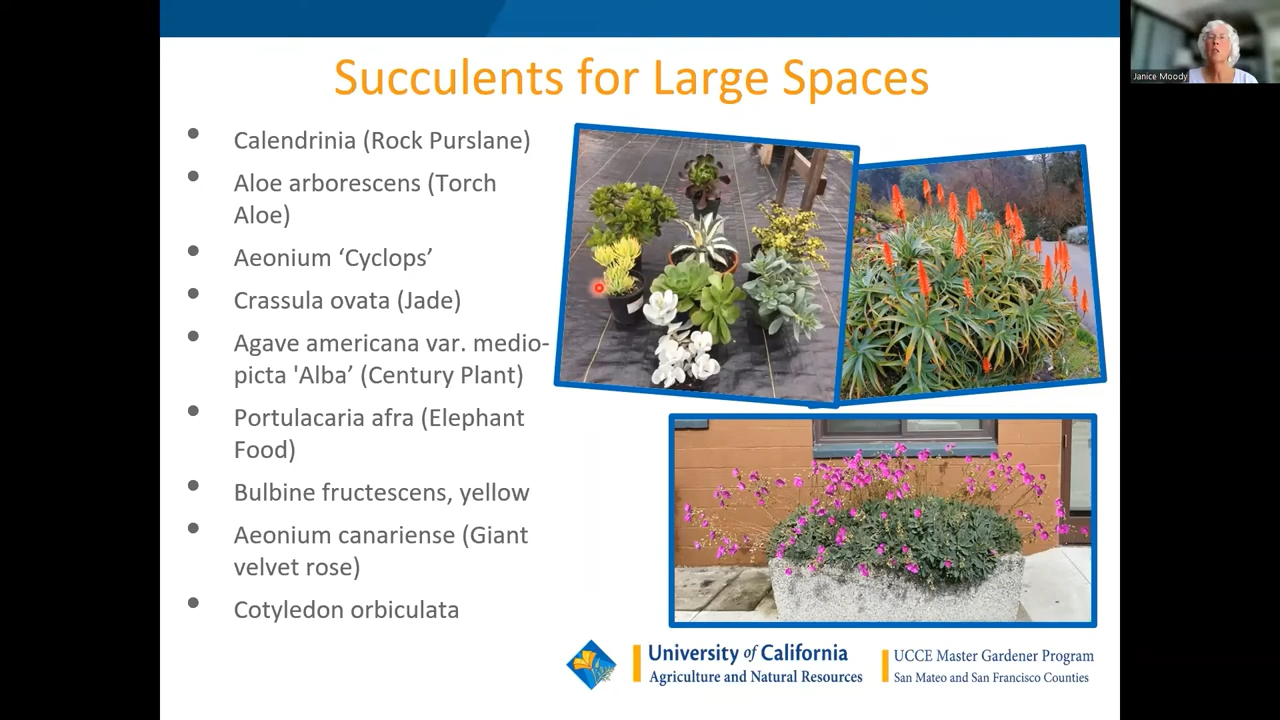 Succulents for Large Spaces
Janice Moody
• Calendrinia (Rock Purslane)
• Aloe arborescens (Torch
Aloe)
• Aeonium ‘Cyclops’
• Crassula ovata (Jade)
• Agave americana var. medio-
picta 'Alba’ (Century Plant)
• Portulacaria afra (Elephant
Food)
• Bulbine fructescens, yellow
• Aeonium canariense (Giant
velvet rose)
• Cotyledon orbiculata
University of California
Agriculture and Natural Resources
UCCE Master Gardener Program
San Mateo and San Francisco Counties